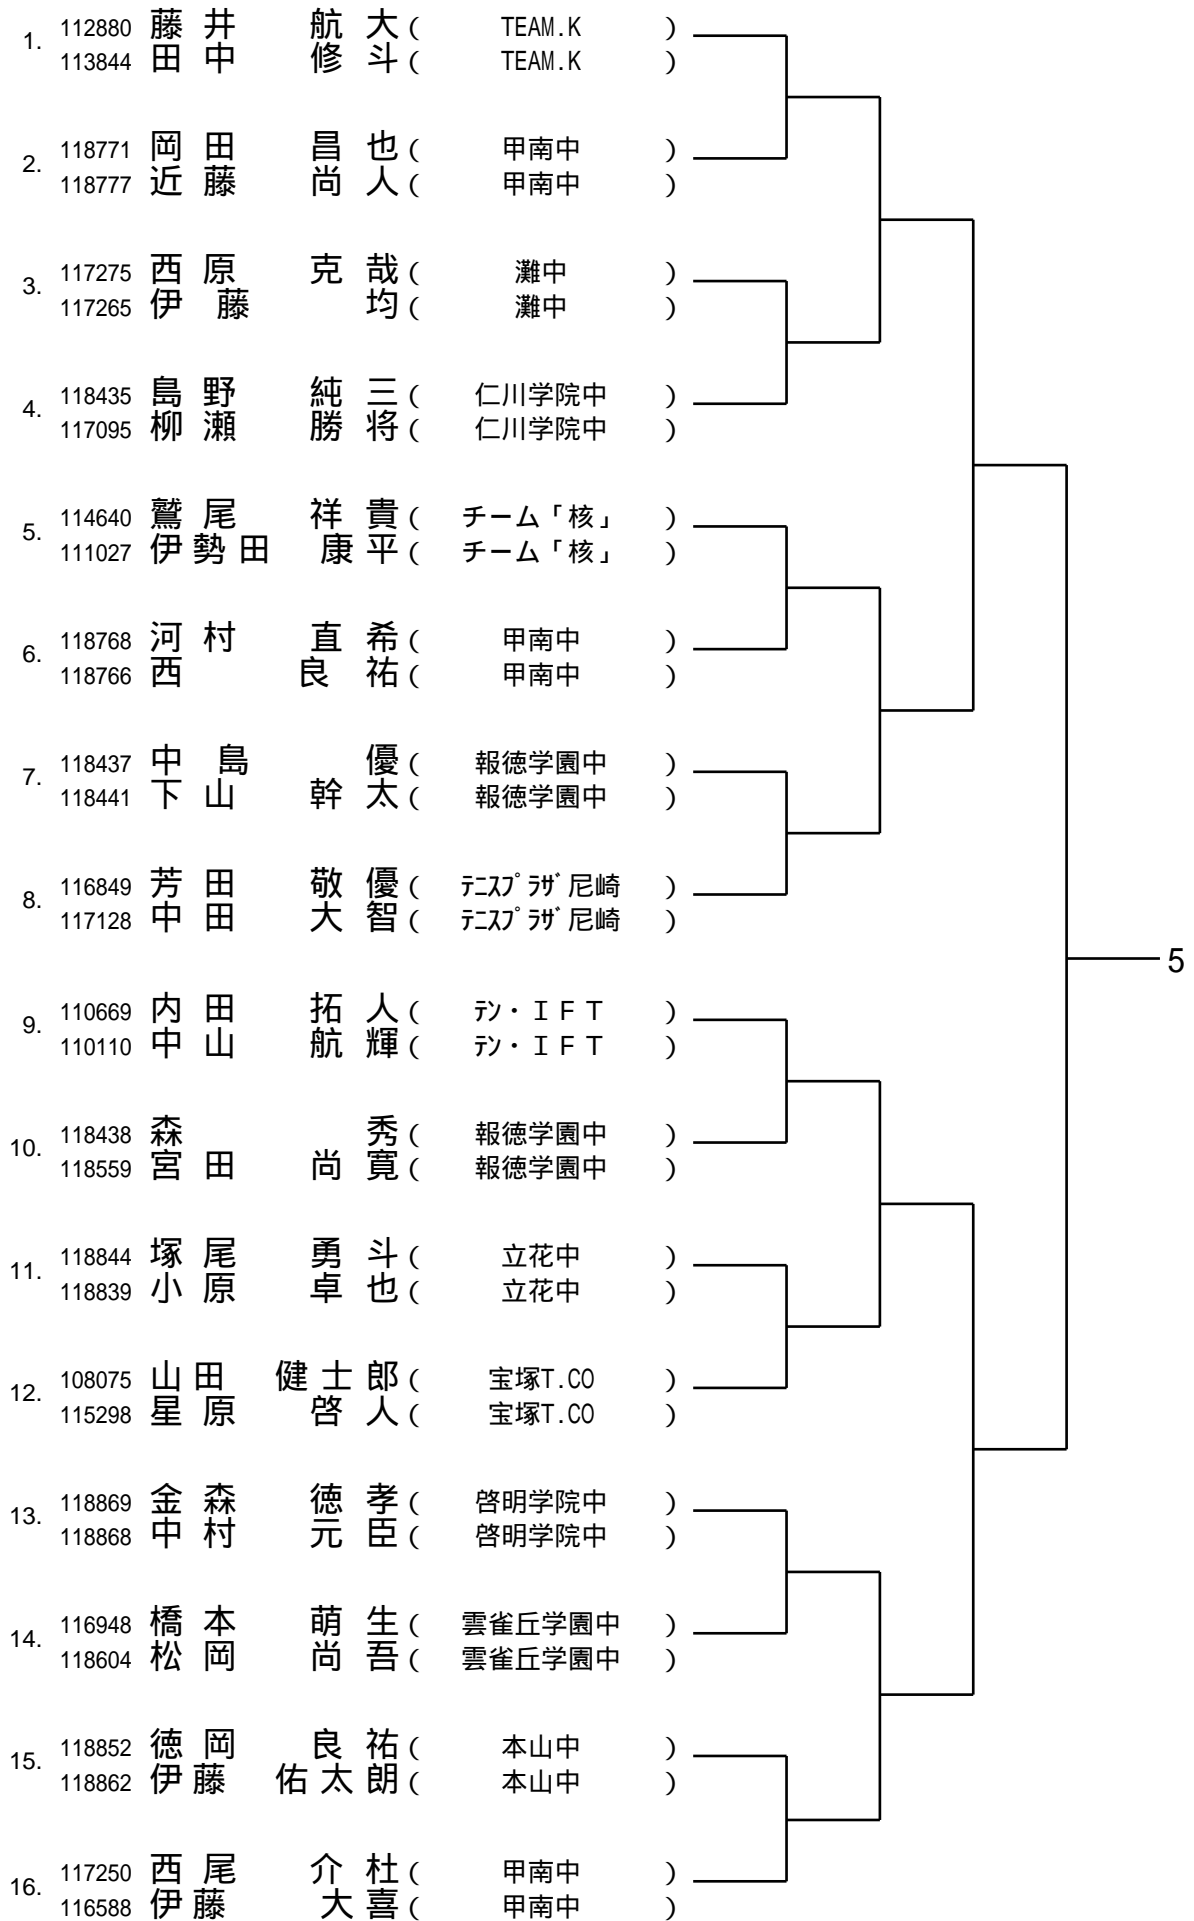 1. 112880 藤井 航大 ( TEAM.K )
113844 田中 修斗 ( TEAM.K )
2. 118771 岡田 昌也 ( 甲南中 )
118777 近藤 尚人 ( 甲南中 )
3. 117275 西原 克哉 ( 灘中 )
117265 伊藤 均 ( 灘中 )
4. 118435 島野 純三 ( 仁川学院中 )
117095 柳瀬 勝将 ( 仁川学院中 )
5. 114640 鷲尾 祥貴 ( チーム「核」 )
111027 伊勢田 康平 ( チーム「核」 )
6. 118768 河村 直希 ( 甲南中 )
118766 西 良祐 ( 甲南中 )
7. 118437 中島 優 ( 報徳学園中 )
118441 下山 幹太 ( 報徳学園中 )
8. 116849 芳田 敬優 ( ﾃﾆｽﾌﾟﾗｻﾞ尼崎 )
117128 中田 大智 ( ﾃﾆｽﾌﾟﾗｻﾞ尼崎 )
5
9. 110669 内田 拓人 ( ﾃﾝ・ＩＦＴ )
110110 中山 航輝 ( ﾃﾝ・ＩＦＴ )
10. 118438 森 秀 ( 報徳学園中 )
118559 宮田 尚寛 ( 報徳学園中 )
11. 118844 塚尾 勇斗 ( 立花中 )
118839 小原 卓也 ( 立花中 )
12. 108075 山田 健士郎 ( 宝塚T.CO )
115298 星原 啓人 ( 宝塚T.CO )
13. 118869 金森 徳孝 ( 啓明学院中 )
118868 中村 元臣 ( 啓明学院中 )
14. 116948 橋本 萌生 ( 雲雀丘学園中 )
118604 松岡 尚吾 ( 雲雀丘学園中 )
15. 118852 徳岡 良祐 ( 本山中 )
118862 伊藤 佑太朗 ( 本山中 )
16. 117250 西尾 介杜 ( 甲南中 )
116588 伊藤 大喜 ( 甲南中 )